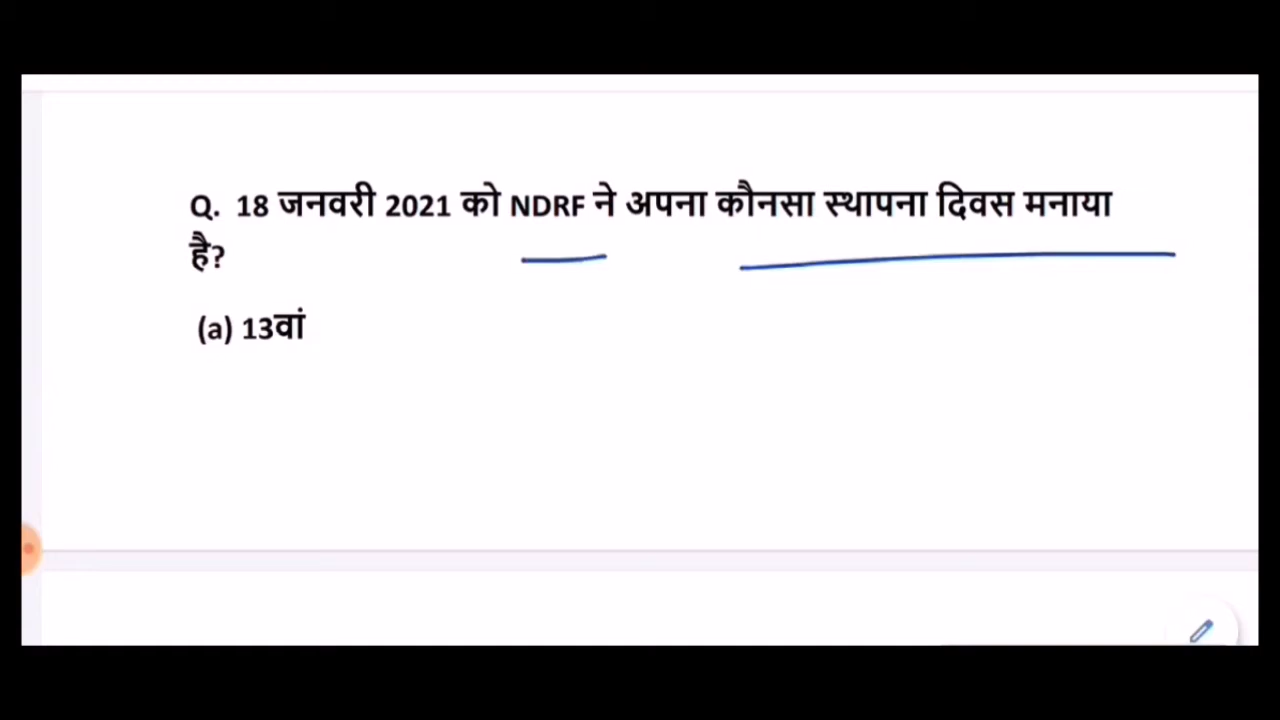 Q. 18 जनवरी 2021 को NDRF ने अपना कौनसा स्थापना दिवस मनाया
है?
(a) 13वां